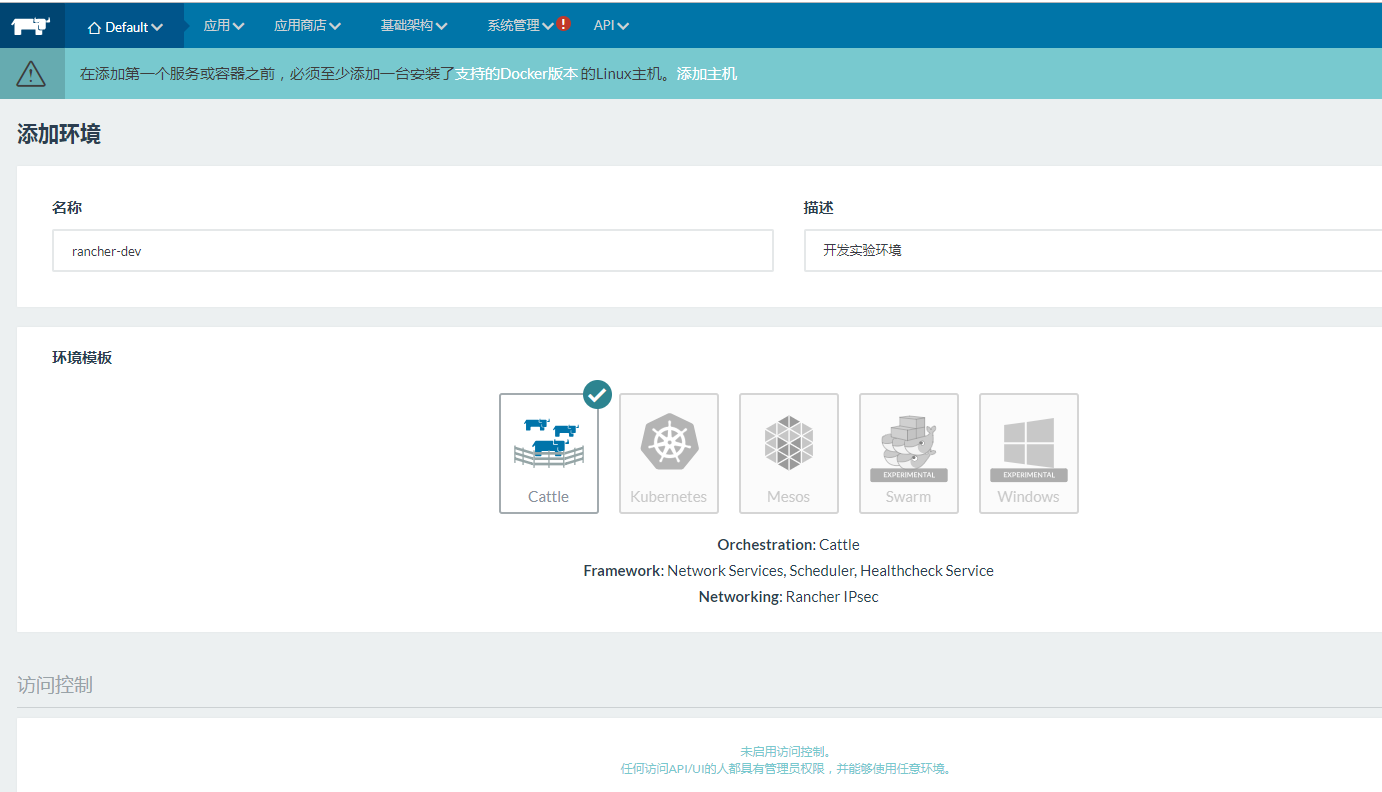 Default 应用 应用商店 基础架构 系统管理 ! API
在添加第一个服务或容器之前，必须至少添加一台安装了支持的Docker版本 的Linux主机。添加主机
添加环境
名称 描述
rancher-dev 开发实验环境
环境模板
EXPERIMENTAL EXPERIMENTAL
Cattle Kubernetes Mesos Swarm Windows
Orchestration: Cattle
Framework: Network Services, Scheduler, Healthcheck Service
Networking: Rancher IPsec
访问控制
未启用访问控制。
任何访问API/UI的人都具有管理员权限，并能够使用任意环境。